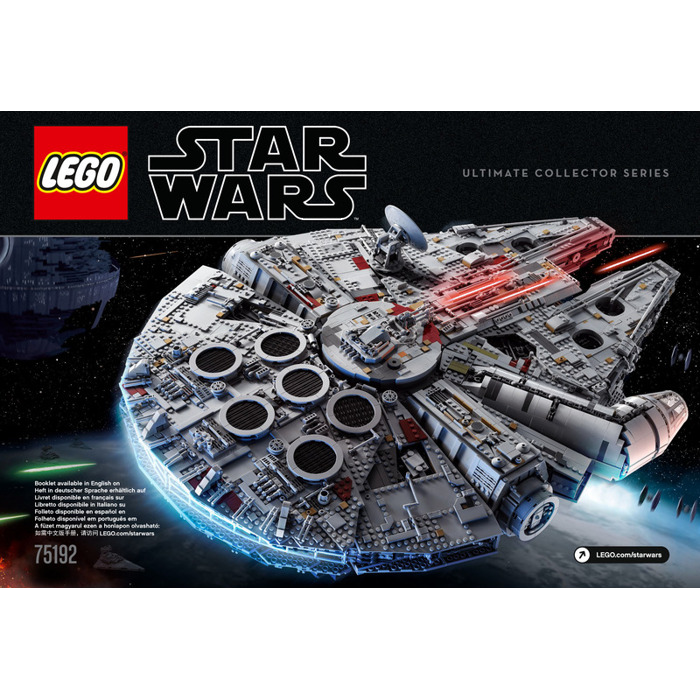 LEGO
STAR
WARS™
ULTIMATE COLLECTOR SERIES
Booklet available in English on
Heft in deutscher Sprache erhältlich auf
Livret disponible en français sur
Libretto disponibile in italiano su
Folleto disponible en español en
Folheto disponível em português em
A füzet magyarul ezen a honlapon olvasható:
如需中文版手册, 请访问 LEGO.com/starwars
75192
LEGO.com/starwars